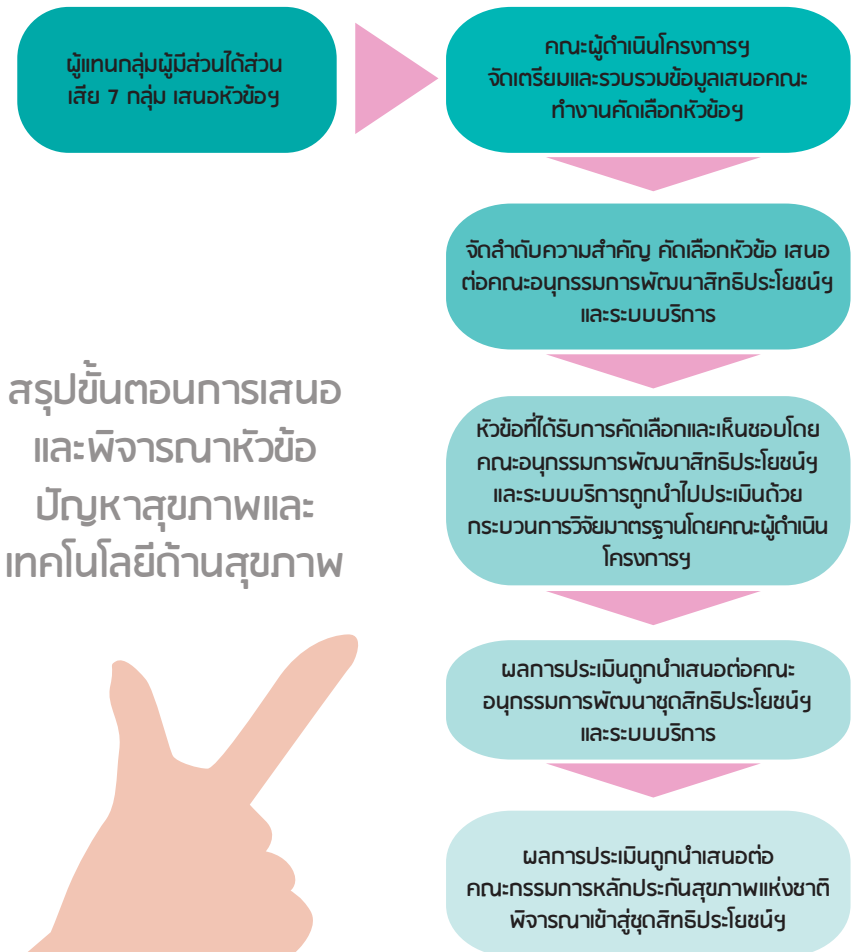 ผู้แทนกลุ่มผู้มีส่วนได้ส่วน
เสีย 7 กลุ่ม เสนอหัวข้อฯ
คณะผู้ดำเนินโครงการฯ
จัดเตรียมและรวบรวมข้อมูลเสนอคณะ
ทำงานคัดเลือกหัวข้อฯ
จัดลำดับความสำคัญ คัดเลือกหัวข้อ เสนอ
ต่อคณะอนุกรรมการพัฒนาสิทธิประโยชน์ฯ
และระบบบริการ
หัวข้อที่ได้รับการคัดเลือกและเห็นชอบโดย
คณะอนุกรรมการพัฒนาสิทธิประโยชน์ฯ
และระบบบริการถูกนำไปประเมินด้วย
กระบวนการวิจัยมาตรฐานโดยคณะผู้ดำเนิน
โครงการฯ
ผลการประเมินถูกนำเสนอต่อคณะ
อนุกรรมการพัฒนาชุดสิทธิประโยชน์ฯ
และระบบบริการ
ผลการประเมินถูกนำเสนอต่อ
คณะกรรมการหลักประกันสุขภาพแห่งชาติ
พิจารณาเข้าสู่ชุดสิทธิประโยชน์ฯ
สรุปขั้นตอนการเสนอ
และพิจารณาหัวข้อ
ปัญหาสุขภาพและ
เทคโนโลยีด้านสุขภาพ